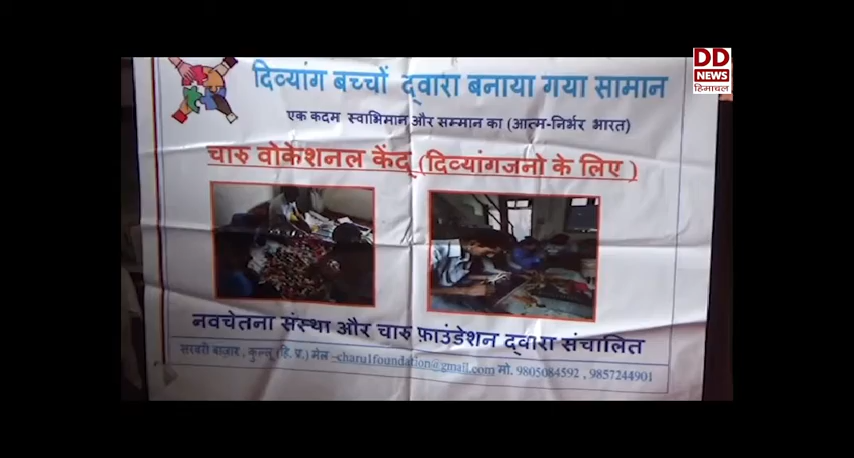 DD
NEWS
हिमाचल
दिव्यांग बच्चों द्वारा बनाया गया सामान
एक कदम स्वाभिमान और सम्मान का (आत्म-निर्भर भारत)
चारु वोकेशनल केंद्र (दिव्यांगजनो के लिए )
नवचेतना संस्था और चारु फ़ाउंडेशन द्वारा संचालित
सरवरी बाज़ार , कुल्लू (हि. प्र.) मेल –charu1foundation@gmail.com मो. 9805084592 , 9857244901